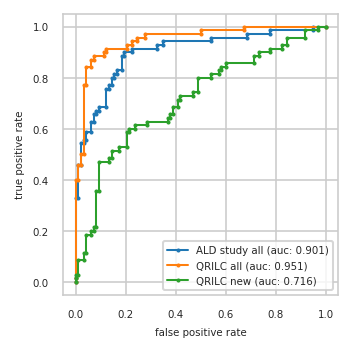 1.0
0.8
0.6
0.4
0.2
0.0
true positive rate
ALD study all (auc: 0.901)
QRILC all (auc: 0.951)
QRILC new (auc: 0.716)
0.0 0.2 0.4 0.6 0.8 1.0
false positive rate